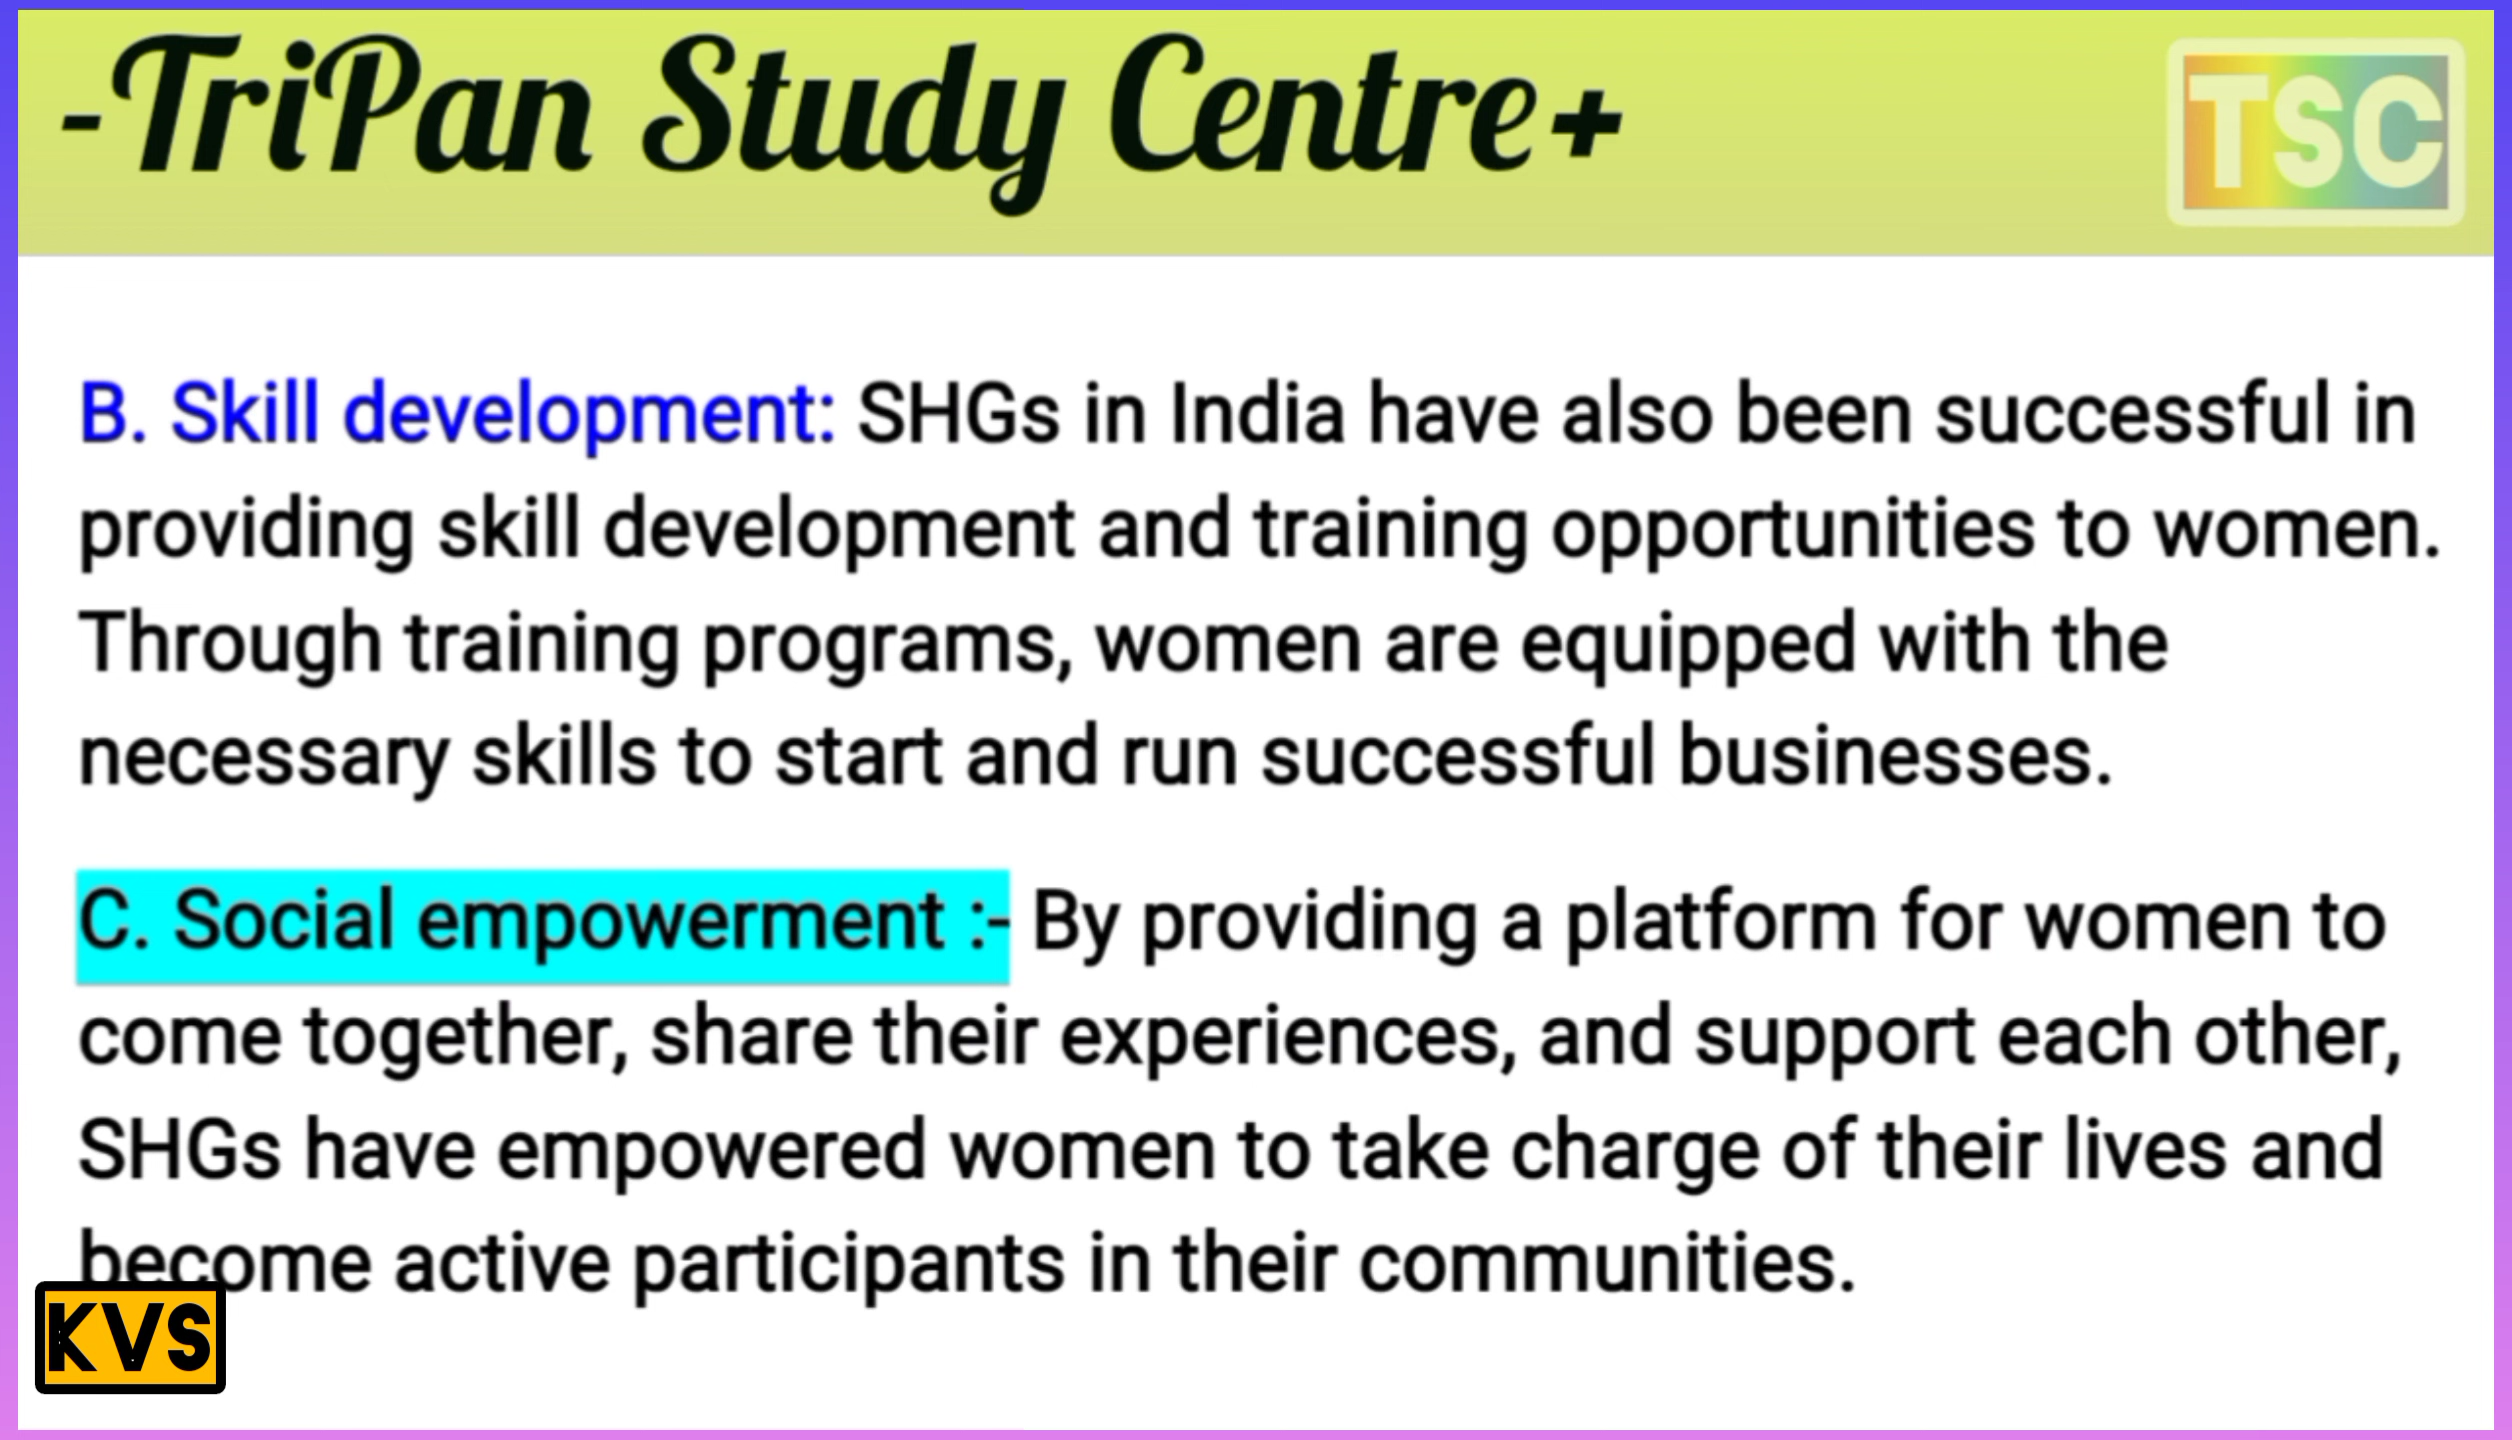 -TriPan Study Centre+
TSC
B. Skill development: SHGs in India have also been successful in
providing skill development and training opportunities to women.
Through training programs, women are equipped with the
necessary skills to start and run successful businesses.
C. Social empowerment :- By providing a platform for women to
come together, share their experiences, and support each other,
SHGs have empowered women to take charge of their lives and
become active participants in their communities.
KVS